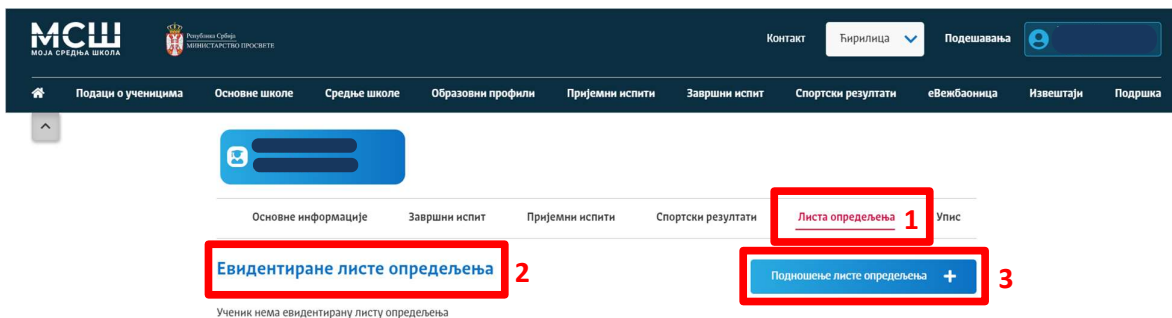 МСШ
МОЈА СРЕДЊА ШКОЛА
Република Србија
МИНИСТАРСТВО ПРОСВЕТЕ
Контакт
Ћирилица
Подешавања
Подаци о ученицима
Основне школе
Средње школе
Образовни профили
Пријемни испити
Завршни испит
Спортски резултати
еВежбаоница
Извештаји
Подршка
Основне информације
Завршни испит
Пријемни испити
Спортски резултати
Листа опредељења
1
Упис
Евидентиране листе опредељења
2
Подношење листе опредељења +
3
Ученик нема евидентирану листу опредељења